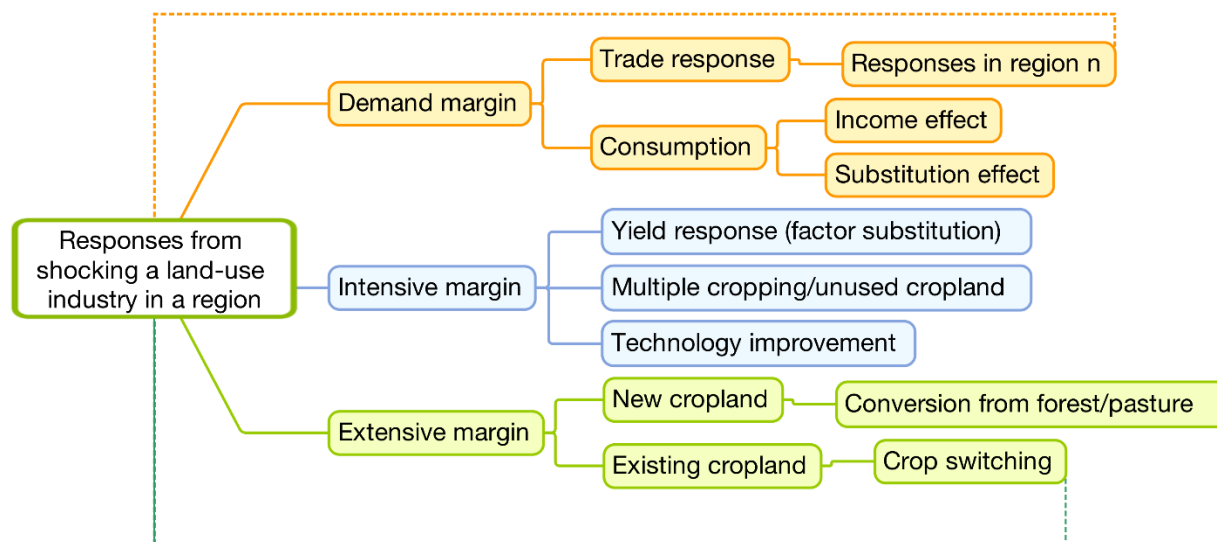 Responses from
shocking a land-use
industry in a region
Demand margin
Trade response
Responses in region n
Consumption
Income effect
Substitution effect
Intensive margin
Yield response (factor substitution)
Multiple cropping/unused cropland
Technology improvement
Extensive margin
New cropland
Conversion from forest/pasture
Existing cropland
Crop switching